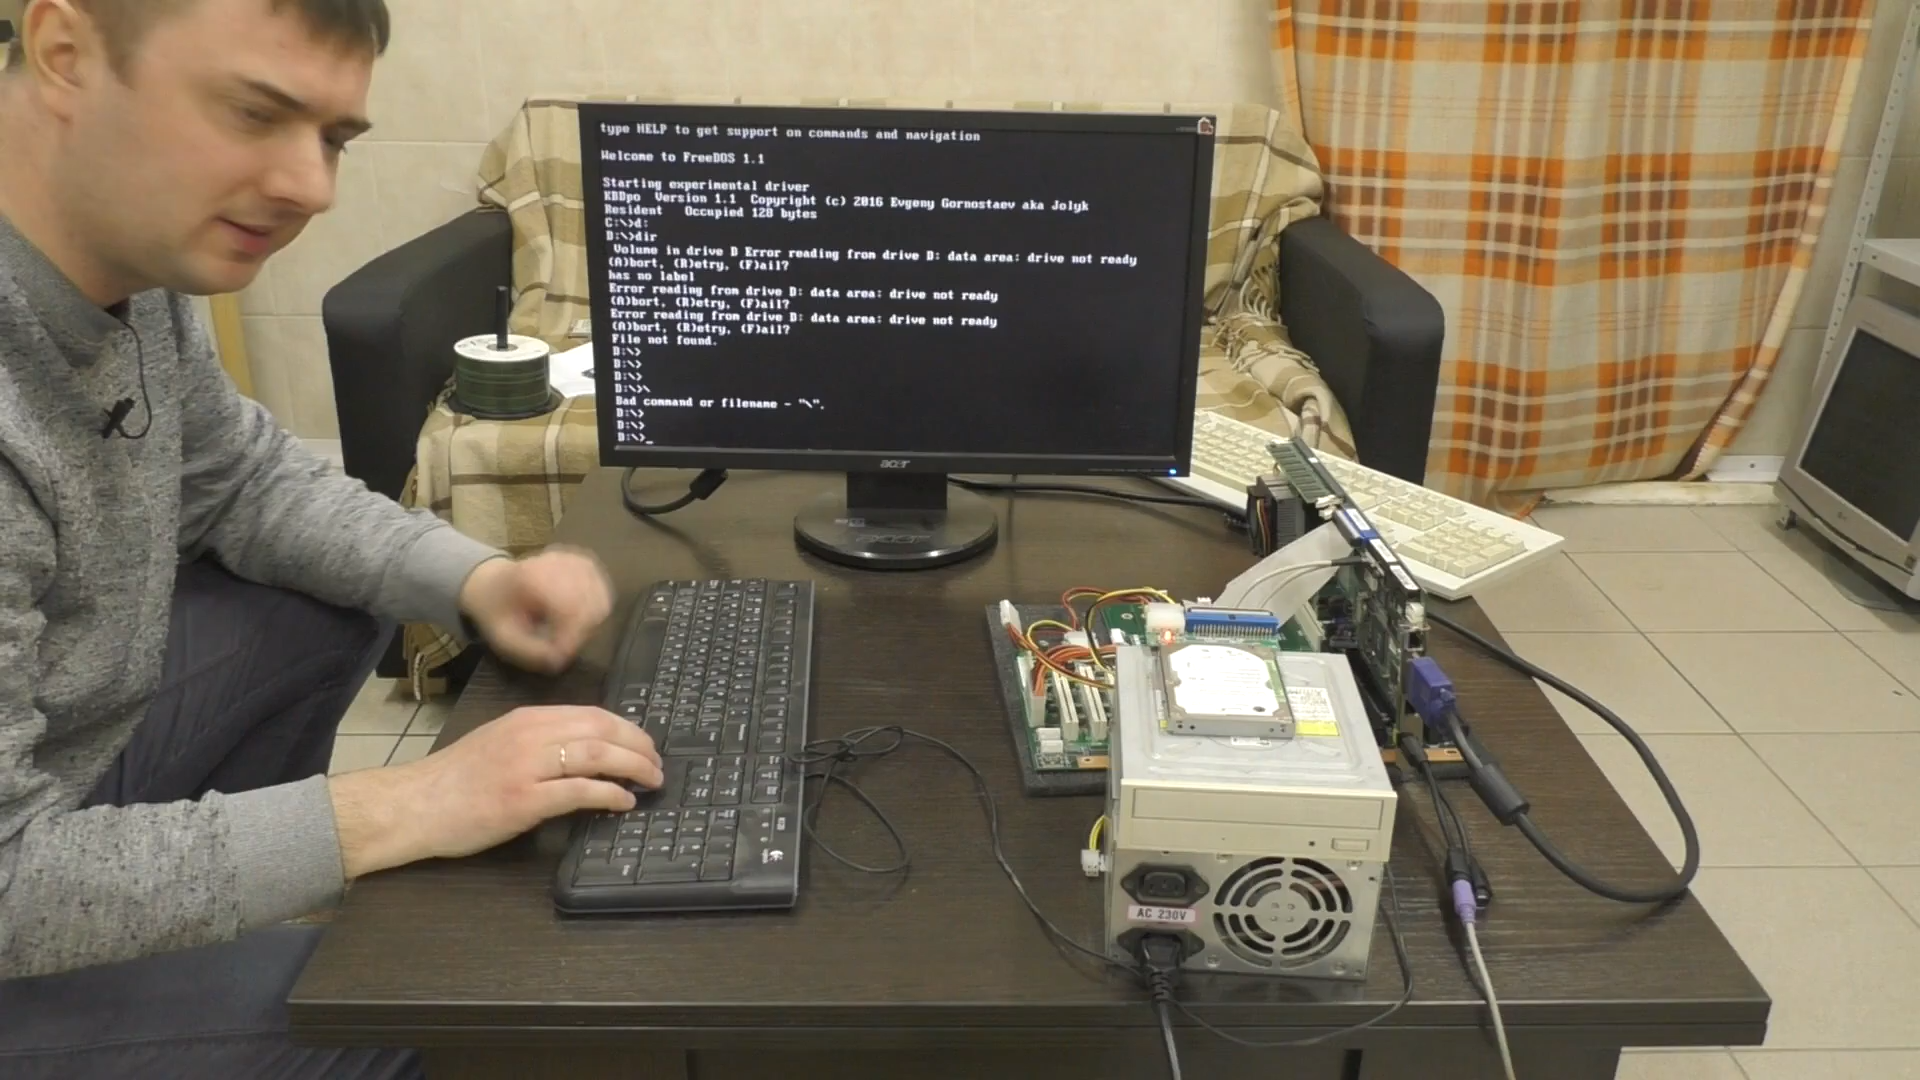 type HELP to get support on commands and navigation
Welcome to FreeDOS 1.1
Starting experimental driver
KBDpo Version 1.1 Copyright (c) 2016 Evgeny Gornostaev aka Jolyk
Resident Occupied 128 bytes
C:\>d:
D:\>dir
Volume in drive D Error reading from drive D: data area: drive not ready
(A)bort, (R)etry, (F)ail?
has no label
Error reading from drive D: data area: drive not ready
(A)bort, (R)etry, (F)ail?
Error reading from drive D: data area: drive not ready
(A)bort, (R)etry, (F)ail?
File not found.
D:\>
D:\>
D:\>
D:\>\
Bad command or filename - "\".
D:\>
D:\>
D:\>_
acer
acer
AC 230V